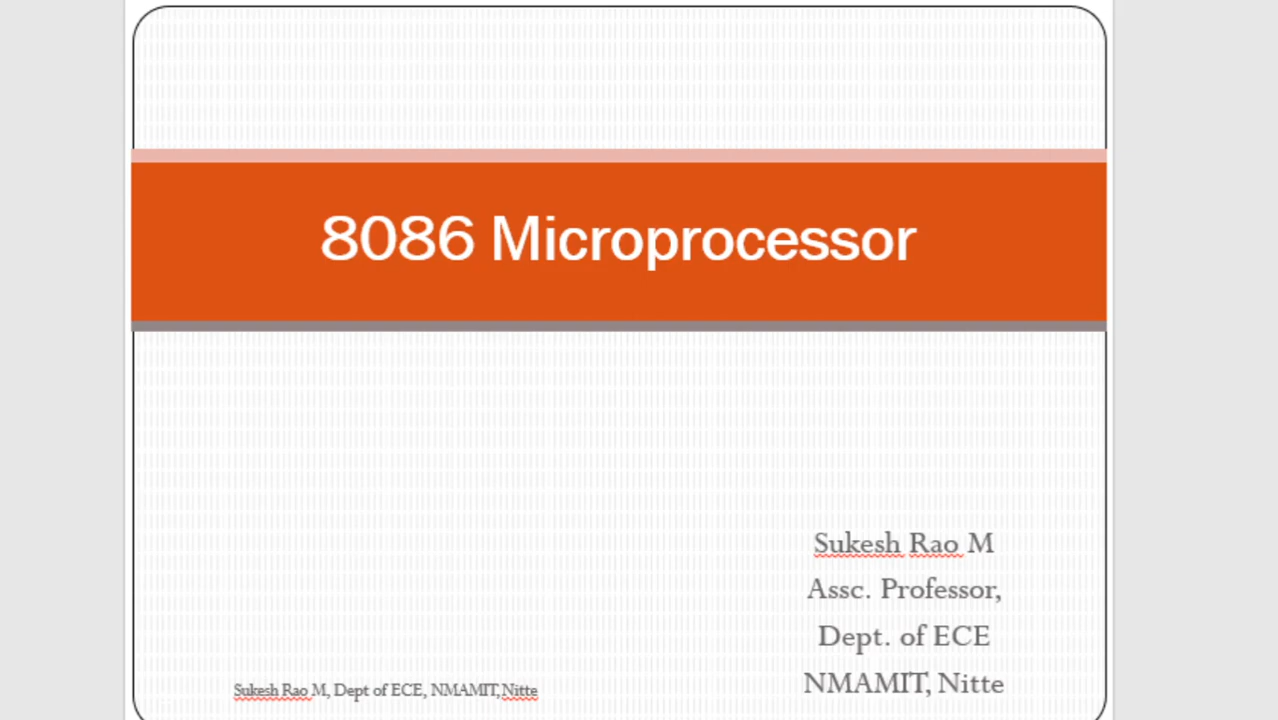 8086 Microprocessor
Sukesh Rao M
Assc. Professor,
Dept. of ECE
NMAMIT, Nitte
Sukesh Rao M, Dept of ECE, NMAMIT,Nitte